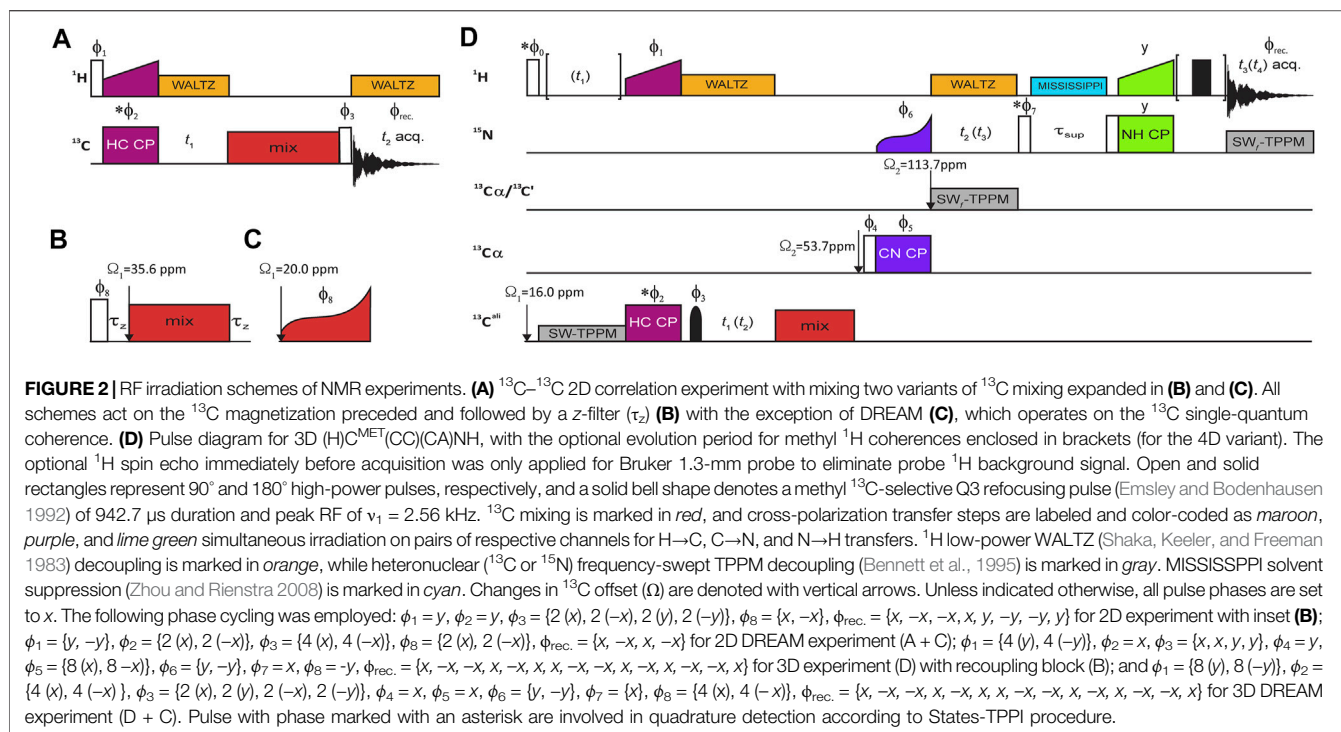 A
ϕ1
¹H
WALTZ
WALTZ
*ϕ2
ϕ3
ϕrec.
¹³C
HC CP
t1
mix
t2 acq.
B
Ω1=35.6 ppm
ϕ8
τz
mix
τz
C
Ω1=20.0 ppm
ϕ8
D
*ϕ0
ϕ1
y
ϕrec.
¹H
(t1)
WALTZ
WALTZ
MISSISSIPPI
t3(t4) acq.
ϕ6
*ϕ7
y
¹⁵N
t2(t3)
τsup
NH CP
SWf-TPPM
Ω2=113.7ppm
¹³Cα/¹³C'
SWf-TPPM
ϕ4
ϕ5
¹³Cα
Ω2=53.7ppm
CN CP
Ω1=16.0 ppm
*ϕ2
ϕ3
¹³Cali
SW-TPPM
HC CP
t1(t2)
mix
FIGURE 2 | RF irradiation schemes of NMR experiments. (A) ¹³C–¹³C 2D correlation experiment with mixing two variants of ¹³C mixing expanded in (B) and (C). All
schemes act on the ¹³C magnetization preceded and followed by a z-filter (τz) (B) with the exception of DREAM (C), which operates on the ¹³C single-quantum
coherence. (D) Pulse diagram for 3D (H)CMET(CC)(CA)NH, with the optional evolution period for methyl ¹H coherences enclosed in brackets (for the 4D variant). The
optional ¹H spin echo immediately before acquisition was only applied for Bruker 1.3-mm probe to eliminate probe ¹H background signal. Open and solid
rectangles represent 90° and 180° high-power pulses, respectively, and a solid bell shape denotes a methyl ¹³C-selective Q3 refocusing pulse (Emsley and Bodenhausen
1992) of 942.7 µs duration and peak RF of ν1 = 2.56 kHz. ¹³C mixing is marked in red, and cross-polarization transfer steps are labeled and color-coded as maroon,
purple, and lime green simultaneous irradiation on pairs of respective channels for H→C, C→N, and N→H transfers. ¹H low-power WALTZ (Shaka, Keeler, and Freeman
1983) decoupling is marked in orange, while heteronuclear (¹³C or ¹⁵N) frequency-swept TPPM decoupling (Bennett et al., 1995) is marked in gray. MISSISSPPI solvent
suppression (Zhou and Rienstra 2008) is marked in cyan. Changes in ¹³C offset (Ω) are denoted with vertical arrows. Unless indicated otherwise, all pulse phases are set
to x. The following phase cycling was employed: ϕ1 = y, ϕ2 = y, ϕ3 = {2 (x), 2 (−x), 2 (y), 2 (−y)}, ϕ8 = {x, −x}, ϕrec. = {x, −x, −x, x, y, −y, −y, y} for 2D experiment with inset (B);
ϕ1 = {y, −y}, ϕ2 = {2 (x), 2 (−x)}, ϕ3 = {4 (x), 4 (−x)}, ϕ8 = {2 (x), 2 (−x)}, ϕrec. = {x, −x, x, −x} for 2D DREAM experiment (A + C); ϕ1 = {4 (y), 4 (−y)}, ϕ2 = x, ϕ3 = {x, x, y, y}, ϕ4 = y,
ϕ5 = {8 (x), 8 −x)}, ϕ6 = {y, −y}, ϕ7 = x, ϕ8 = -y, ϕrec. = {x, −x, −x, x, −x, x, x, −x, −x, x, x, −x, x, −x, −x, x} for 3D experiment (D) with recoupling block (B); and ϕ1 = {8 (y), 8 (−y)}, ϕ2 =
{4 (x), 4 (−x) }, ϕ3 = {2 (x), 2 (y), 2 (−x), 2 (−y)}, ϕ4 = x, ϕ5 = x, ϕ6 = {y, −y}, ϕ7 = {x}, ϕ8 = {4 (x), 4 (− x)}, ϕrec. = {x, −x, −x, x, −x, x, x, −x, −x, x, x, −x, x, −x, −x, x} for 3D DREAM
experiment (D + C). Pulse with phase marked with an asterisk are involved in quadrature detection according to States-TPPI procedure.